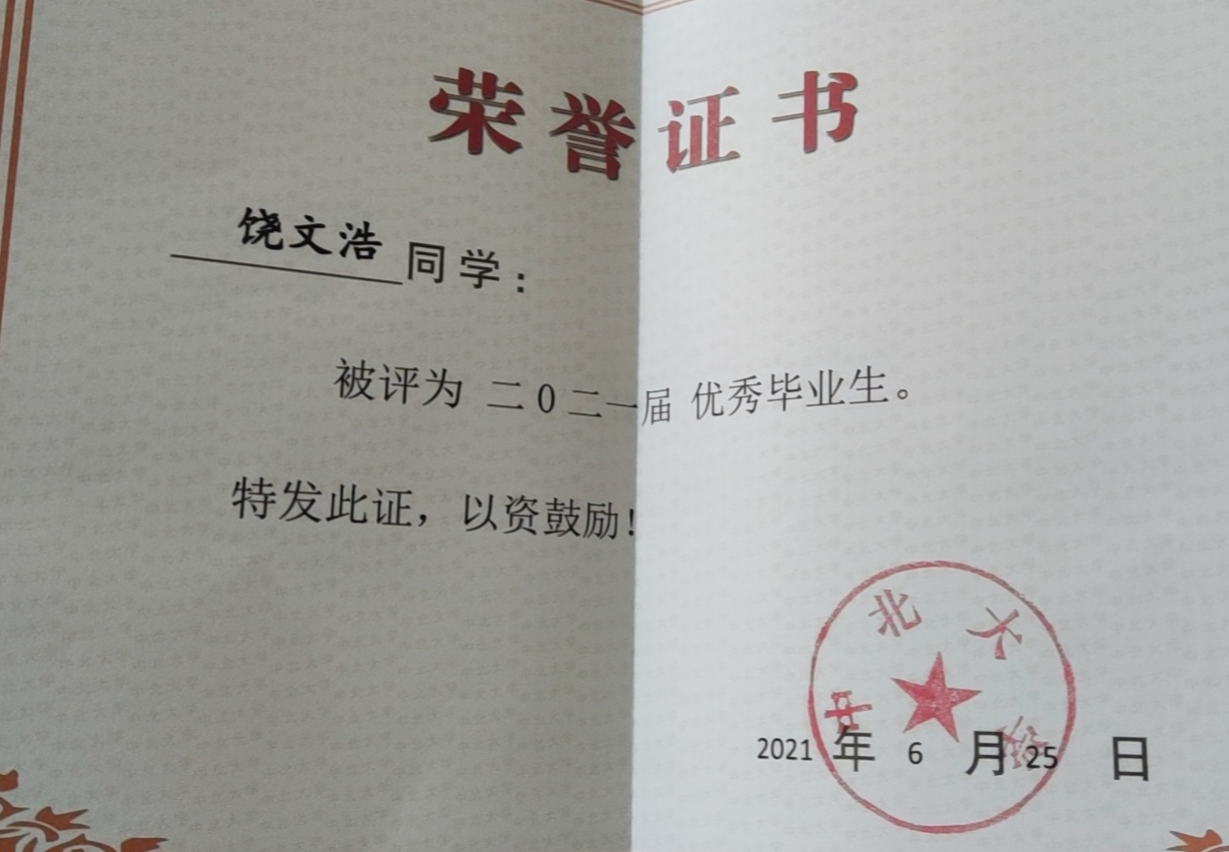 荣誉证书
饶文浩同学：
被评为 二0二一届 优秀毕业生。
特发此证，以资鼓励！
中北大学
2021 年 6 月 25 日